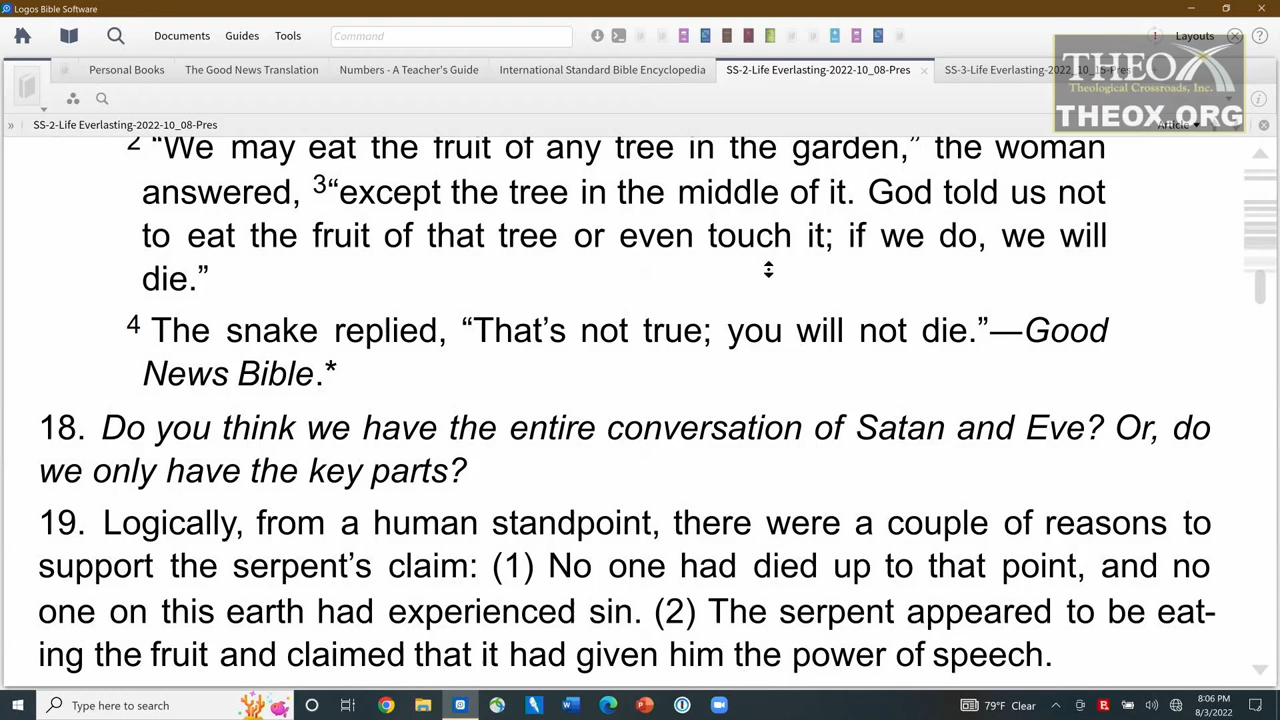 Logos Bible Software
Documents Guides Tools Command Layouts
THEOX
Theological Crossroads, Inc.
THEOX.ORG
Personal Books The Good News Translation Guide International Standard Bible Encyclopedia SS-2-Life Everlasting-2022-10_08-Pres SS-3-Life Everlasting-2022_10_15-Pres
SS-2-Life Everlasting-2022-10_08-Pres Article
2 “We may eat the fruit of any tree in the garden,” the woman
answered, 3“except the tree in the middle of it. God told us not
to eat the fruit of that tree or even touch it; if we do, we will
die.”
4 The snake replied, “That’s not true; you will not die.”—Good
News Bible.*
18. Do you think we have the entire conversation of Satan and Eve? Or, do
we only have the key parts?
19. Logically, from a human standpoint, there were a couple of reasons to
support the serpent’s claim: (1) No one had died up to that point, and no
one on this earth had experienced sin. (2) The serpent appeared to be eat-
ing the fruit and claimed that it had given him the power of speech.
Type here to search 79°F Clear 8:06 PM
8/3/2022